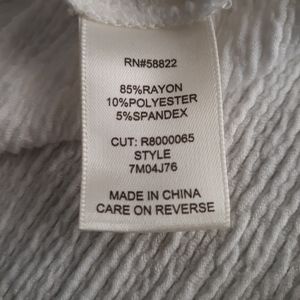 RN#58822
85%RAYON
10%POLYESTER
5%SPANDEX
CUT: R8000065
STYLE
7M04J76
MADE IN CHINA
CARE ON REVERSE